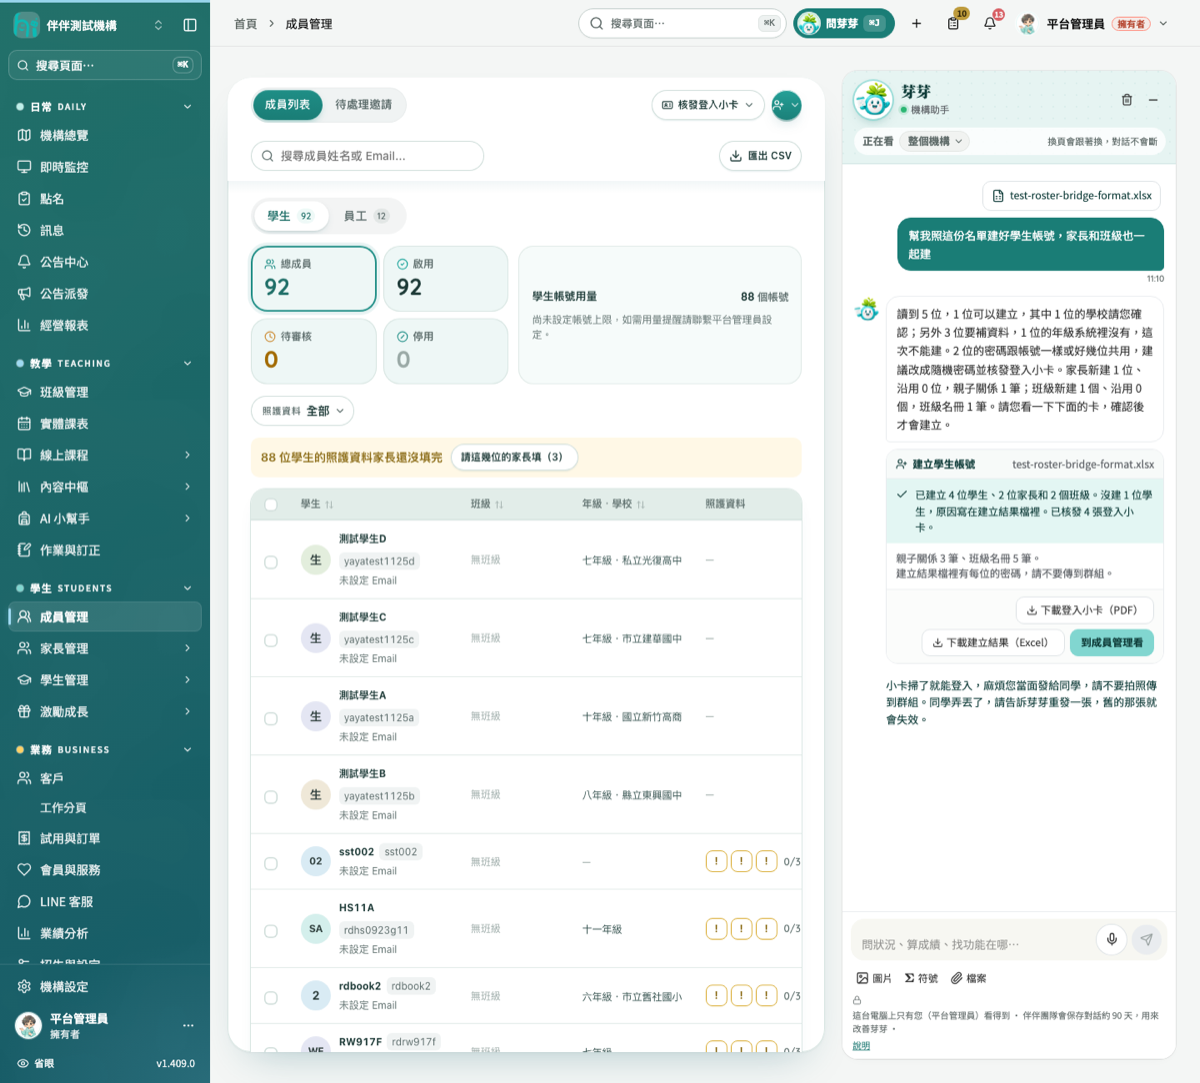 伴伴測試機構
搜尋頁面⋯ ⌘K
日常 DAILY
機構總覽
即時監控
點名
訊息
公告中心
公告派發
經營報表
教學 TEACHING
班級管理
實體課表
線上課程
內容中樞
AI 小幫手
作業與訂正
學生 STUDENTS
成員管理
家長管理
學生管理
激勵成長
業務 BUSINESS
客戶
工作分頁
試用與訂單
會員與服務
LINE 客服
業績分析
招生與設定
機構設定
平台管理員
擁有者
省眼 v1.409.0
首頁 成員管理
搜尋頁面⋯ ⌘K
問芽芽 ⌘J
10
13
平台管理員 擁有者
成員列表 待處理邀請
核發登入小卡
搜尋成員姓名或 Email...
匯出 CSV
學生 92 員工 12
總成員
92
啟用
92
待審核
0
停用
0
學生帳號用量 88 個帳號
尚未設定帳號上限，如需用量提醒請聯繫平台管理員設
定。
照護資料 全部
88 位學生的照護資料家長還沒填完 請這幾位的家長填（3）
學生 班級 年級 · 學校 照護資料
生 測試學生D
yayatest1125d 無班級 七年級 · 私立光復高中 —
未設定 Email
生 測試學生C
yayatest1125c 無班級 七年級 · 市立建華國中 —
未設定 Email
生 測試學生A
yayatest1125a 無班級 十年級 · 國立新竹高商 —
未設定 Email
生 測試學生B
yayatest1125b 無班級 八年級 · 縣立東興國中 —
未設定 Email
02 sst002 sst002 無班級 — ! ! ! 0/3
未設定 Email
SA HS11A
rdhs0923g11 無班級 十一年級 ! ! ! 0/3
未設定 Email
2 rdbook2 rdbook2 無班級 六年級 · 市立舊社國小 ! ! ! 0/3
未設定 Email
WF RW917F rdrw917f 無班級 七年級 ! ! ! 0/3
芽芽
機構助手
正在看 整個機構 換頁會跟著換，對話不會斷
test-roster-bridge-format.xlsx
幫我照這份名單建好學生帳號，家長和班級也一
起建
11:10
讀到 5 位，1 位可以建立，其中 1 位的學校請您確
認；另外 3 位要補資料，1 位的年級系統裡沒有，這
次不能建。2 位的密碼跟帳號一樣或好幾位共用，建
議改成隨機密碼並核發登入小卡。家長新建 1 位、
沿用 0 位，親子關係 1 筆；班級新建 1 個、沿用 0
個，班級名冊 1 筆。請您看一下下面的卡，確認後
才會建立。
建立學生帳號 test-roster-bridge-format.xlsx
已建立 4 位學生、2 位家長和 2 個班級。沒建 1 位學
生，原因寫在建立結果檔裡。已核發 4 張登入小
卡。
親子關係 3 筆、班級名冊 5 筆。
建立結果檔裡有每位的密碼，請不要傳到群組。
下載登入小卡（PDF）
下載建立結果（Excel） 到成員管理看
小卡掃了就能登入，麻煩您當面發給同學，請不要拍照傳
到群組。同學弄丟了，請告訴芽芽重發一張，舊的那張就
會失效。
問狀況、算成績、找功能在哪⋯
圖片 符號 檔案
這台電腦上只有您（平台管理員）看得到 · 伴伴團隊會保存對話約 90 天，用來
改善芽芽 ·
說明